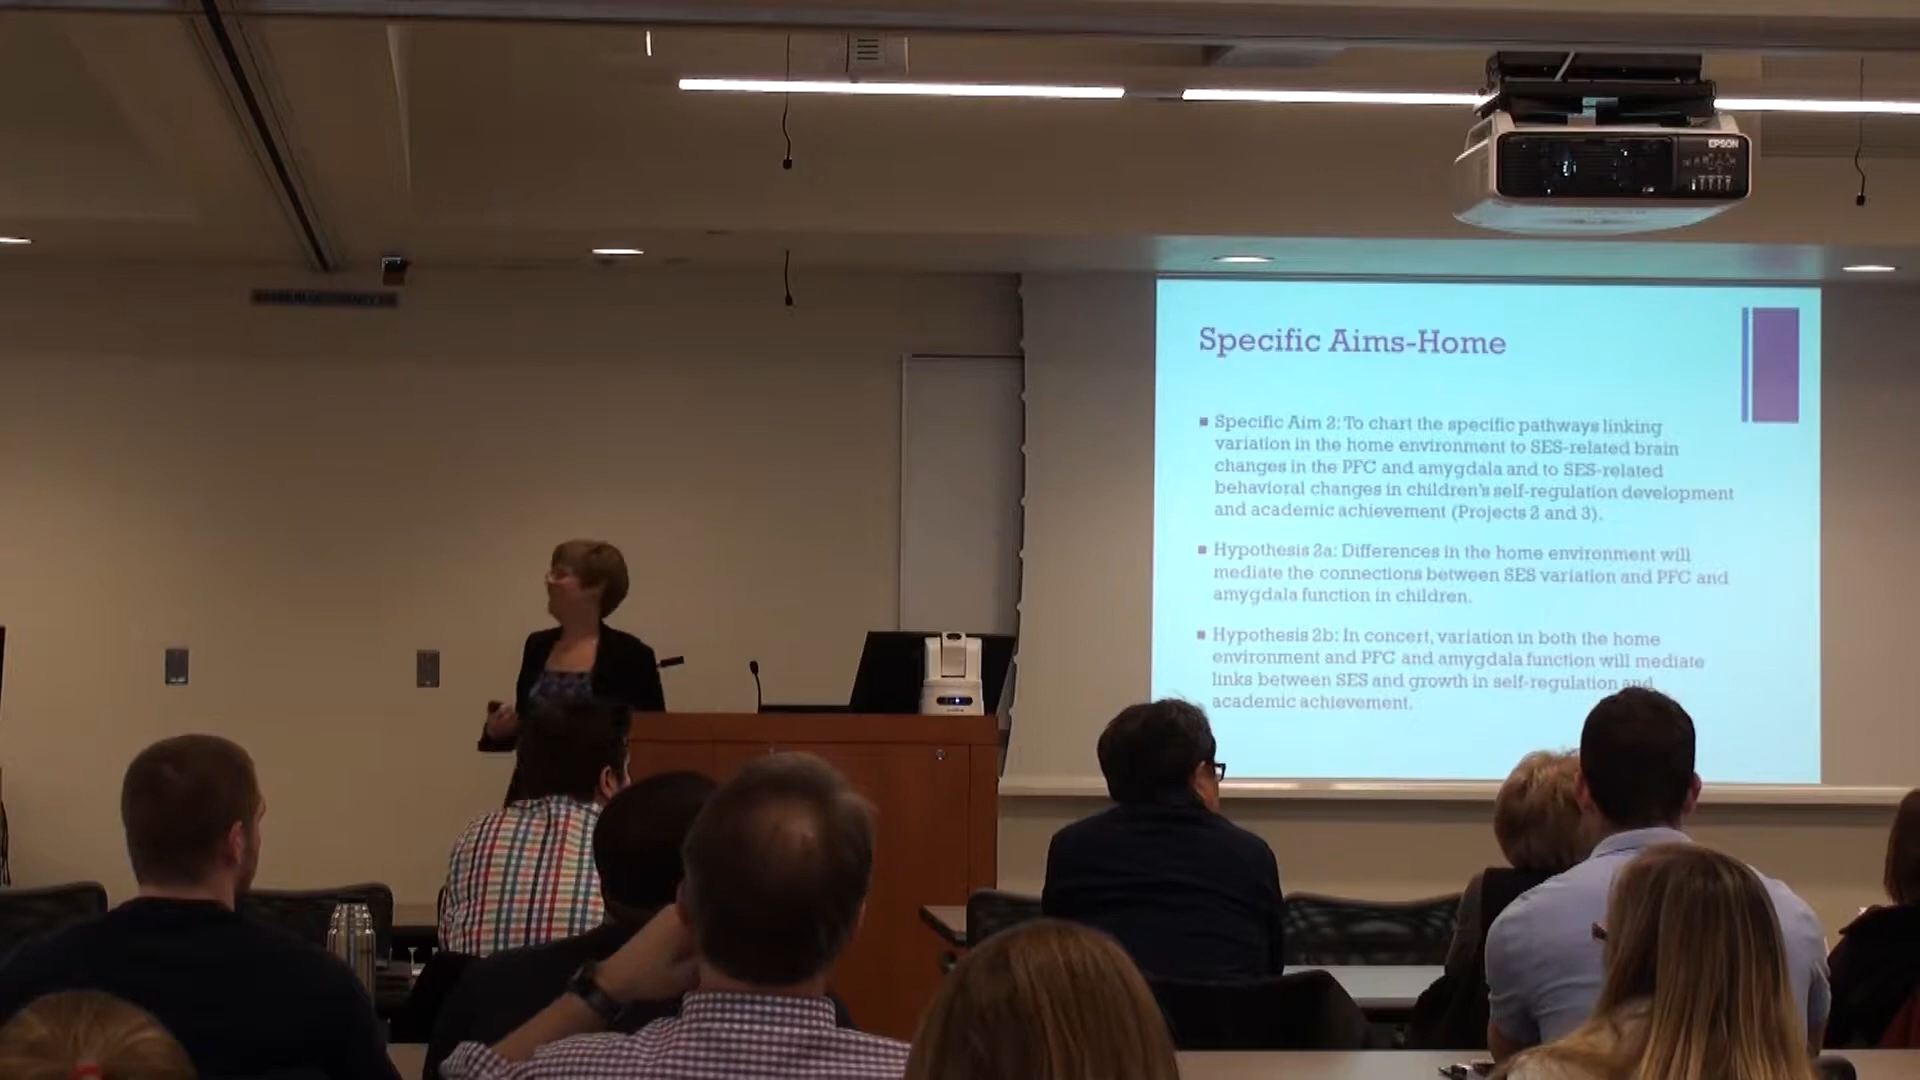 EPSON
Specific Aims-Home
Specific Aim 2: To chart the specific pathways linking
variation in the home environment to SES-related brain
changes in the PFC and amygdala and to SES-related
behavioral changes in children's self-regulation development
and academic achievement (Projects 2 and 3).
Hypothesis 2a: Differences in the home environment will
mediate the connections between SES variation and PFC and
amygdala function in children.
Hypothesis 2b: In concert, variation in both the home
environment and PFC and amygdala function will mediate
links between SES and growth in self-regulation and
academic achievement.